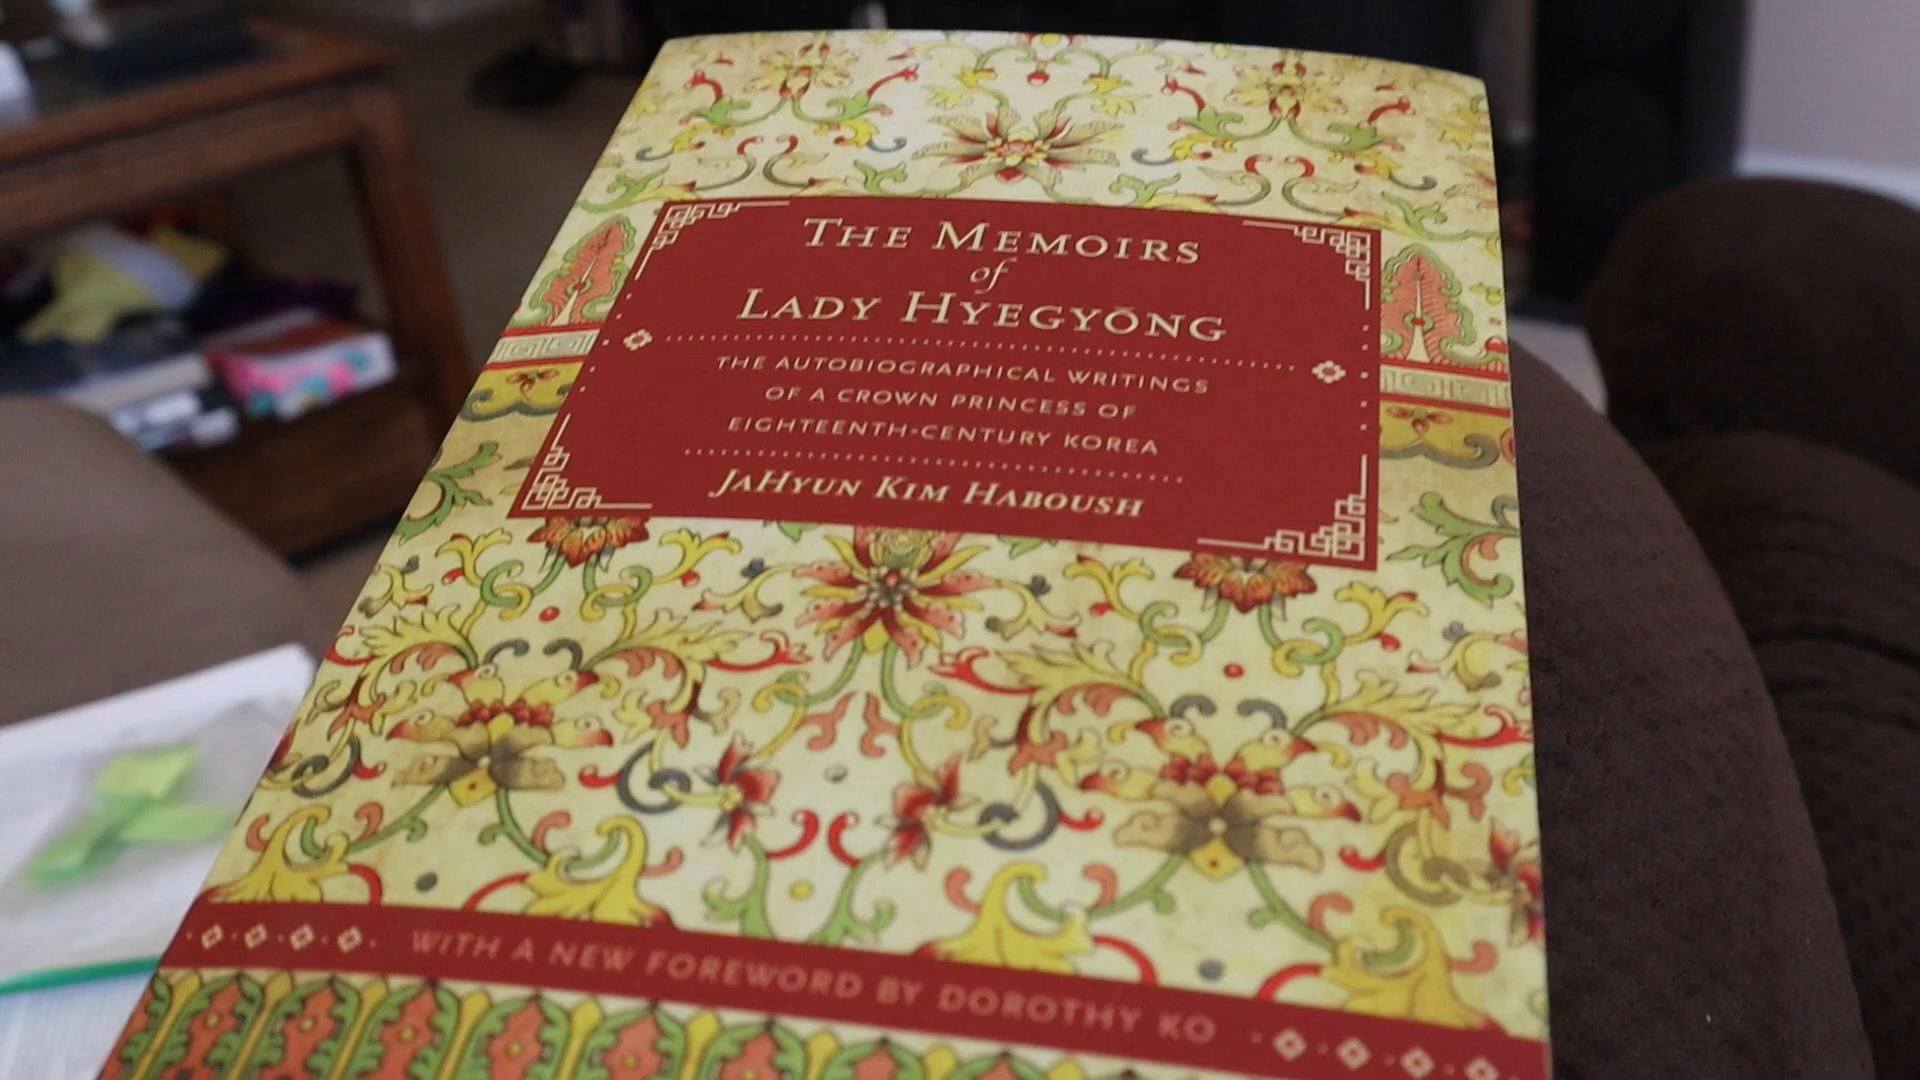 THE MEMOIRS
of
LADY HYEGYŎNG
THE AUTOBIOGRAPHICAL WRITINGS
OF A CROWN PRINCESS OF
EIGHTEENTH-CENTURY KOREA
JAHYUN KIM HABOUSH
WITH A NEW FOREWORD BY DOROTHY KO